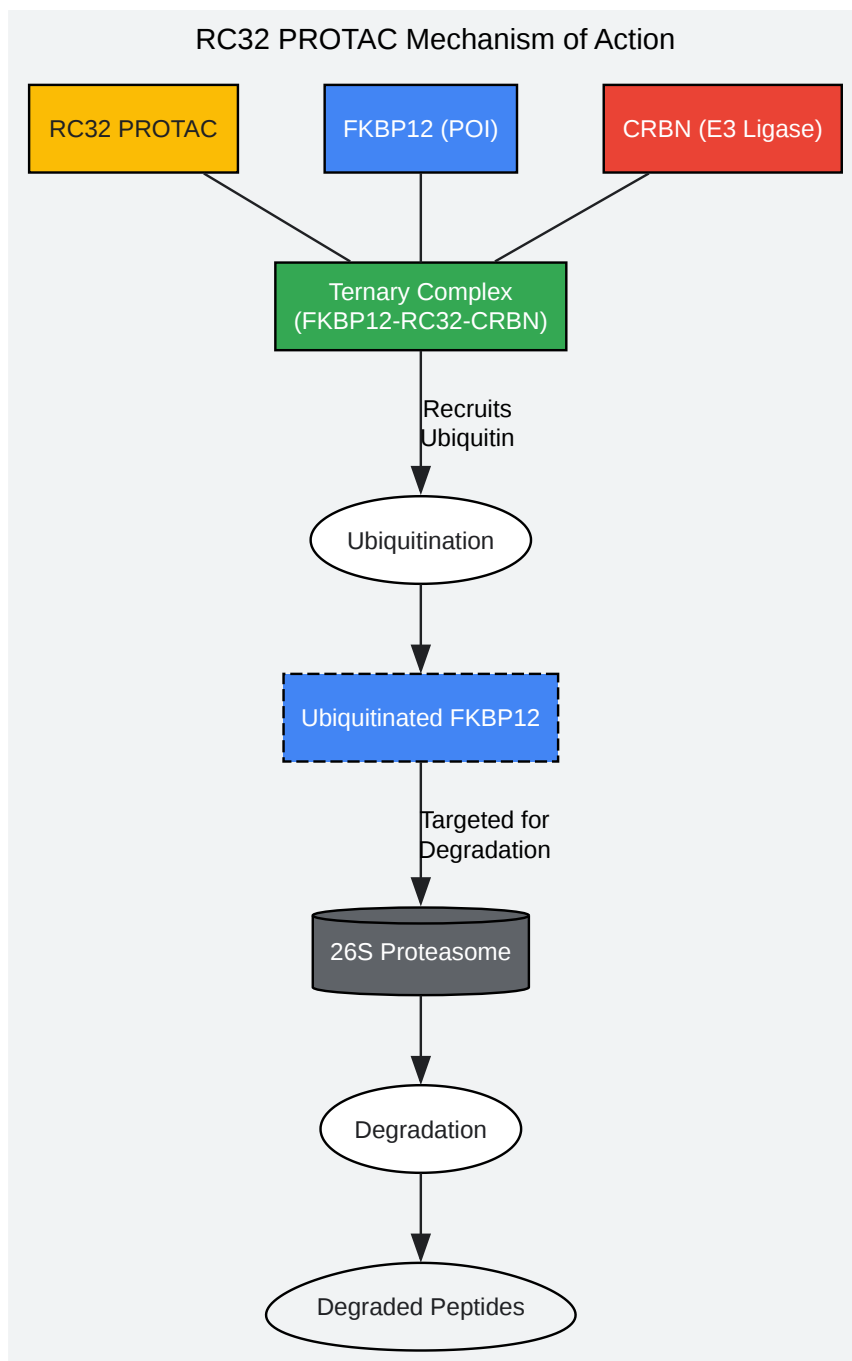 RC32 PROTAC Mechanism of Action
RC32 PROTAC
FKBP12 (POI)
CRBN (E3 Ligase)
Ternary Complex
(FKBP12-RC32-CRBN)
Recruits
Ubiquitin
Ubiquitination
Ubiquitinated FKBP12
Targeted for
Degradation
26S Proteasome
Degradation
Degraded Peptides